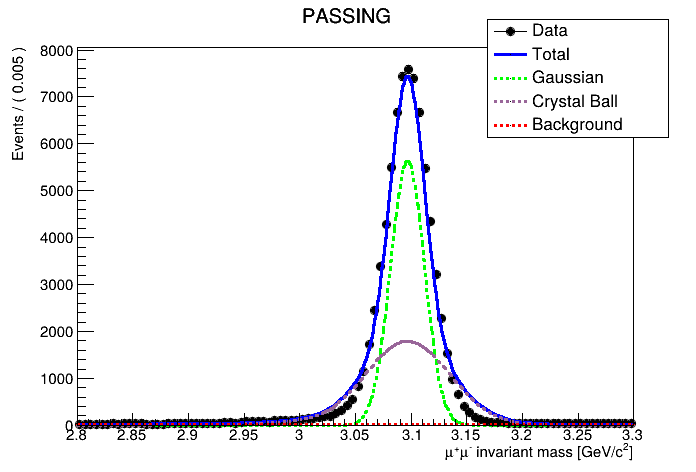 PASSING
Data
Total
Gaussian
Crystal Ball
Background
Events / ( 0.005 )
8000
7000
6000
5000
4000
3000
2000
1000
0
2.8 2.85 2.9 2.95 3 3.05 3.1 3.15 3.2 3.25 3.3
μ⁺μ⁻ invariant mass [GeV/c²]